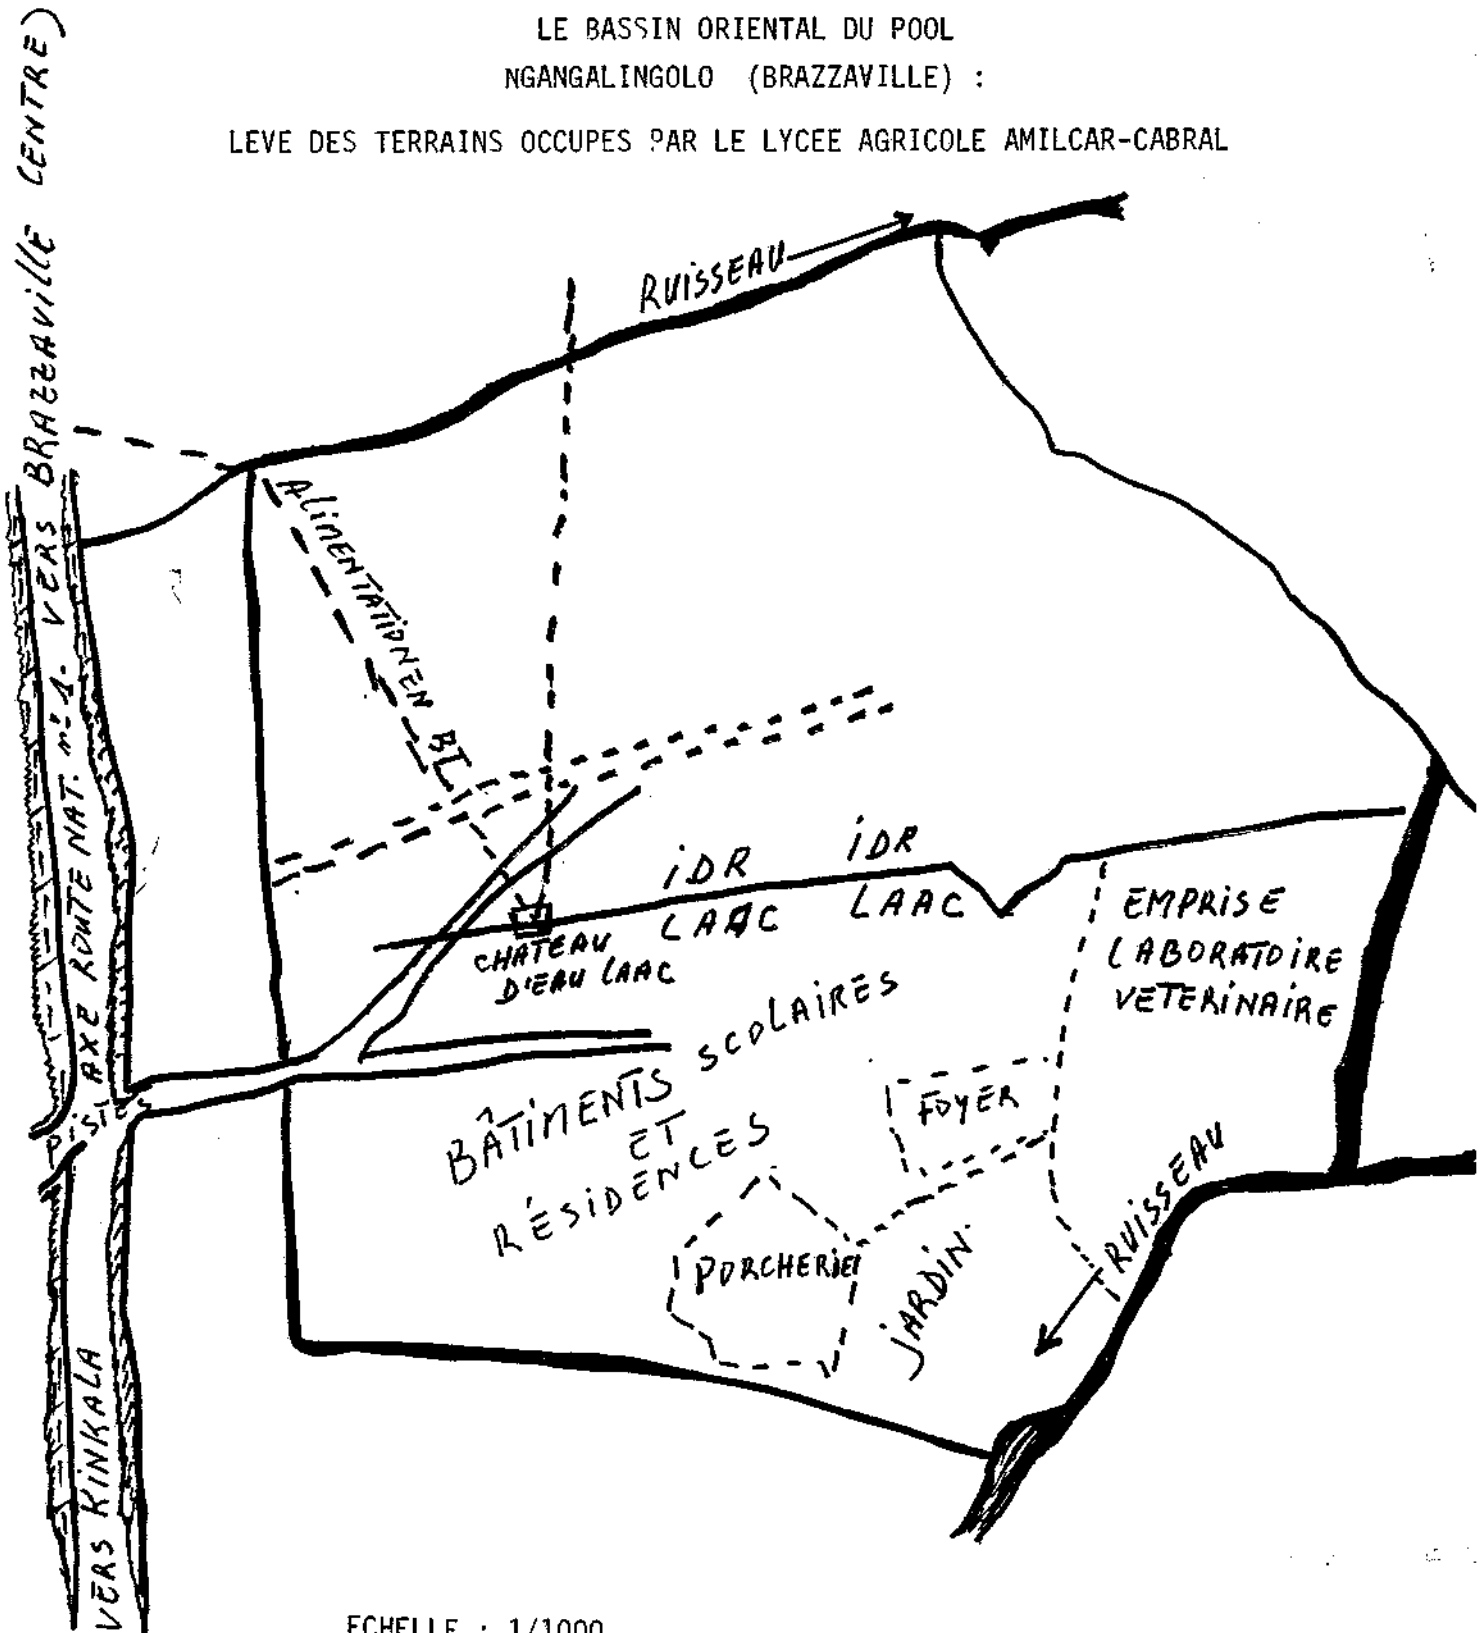 LE BASSIN ORIENTAL DU POOL
NGANGALINGOLO (BRAZZAVILLE) :
LEVE DES TERRAINS OCCUPES PAR LE LYCEE AGRICOLE AMILCAR-CABRAL
AXE ROUTE NAT. n° 1. VERS BRAZZAVILLE CENTRE)
RUISSEAU
ALIMENTATION EN BT
IDR
IDR
LAAC
LAAC
CHATEAU
D'EAU LAAC
EMPRISE
LABORATOIRE
VETERINAIRE
BÂTIMENTS SCOLAIRES
ET
RÉSIDENCES
FOYER
PISTES
PORCHERIE
JARDIN
RUISSEAU
VERS KINKALA
ECHELLE : 1/1000